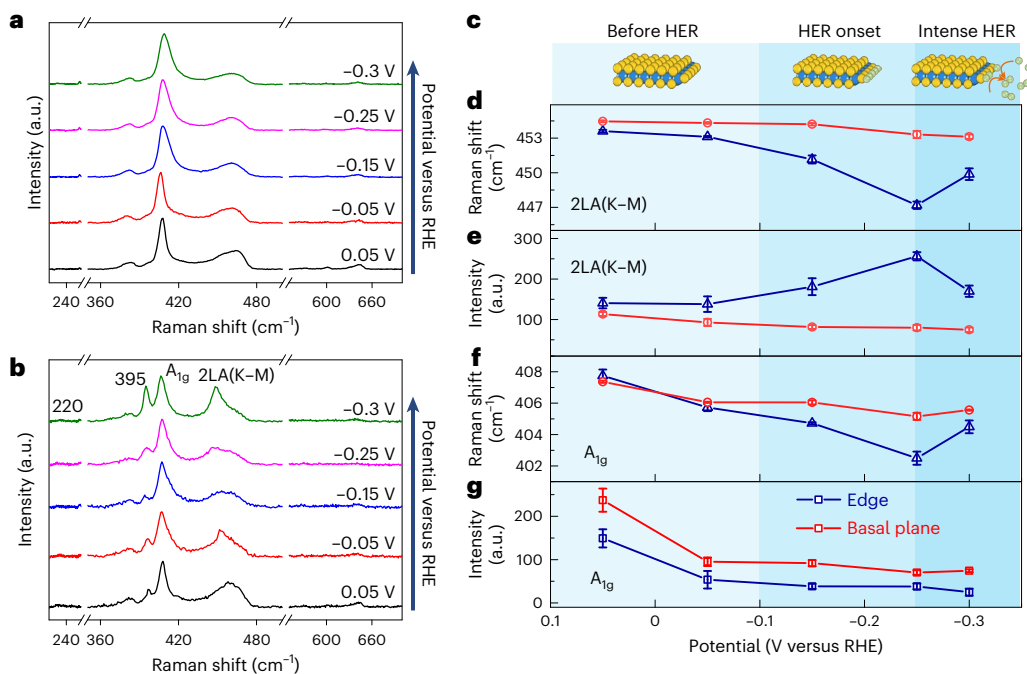 a
Intensity (a.u.)
−0.3 V
−0.25 V
−0.15 V
−0.05 V
0.05 V
Potential versus RHE
240 360 420 480 600 660
Raman shift (cm⁻¹)
b
Intensity (a.u.)
220
395
A1g
2LA(K–M)
−0.3 V
−0.25 V
−0.15 V
−0.05 V
0.05 V
Potential versus RHE
240 360 420 480 600 660
Raman shift (cm⁻¹)
c
Before HER
HER onset
Intense HER
d
Raman shift
(cm⁻¹)
453
450
447
2LA(K–M)
e
Intensity
(a.u.)
300
200
100
2LA(K–M)
f
Raman shift
(cm⁻¹)
408
406
404
402
A1g
g
Intensity
(a.u.)
200
100
0
A1g
Edge
Basal plane
0.1 0 −0.1 −0.2 −0.3
Potential (V versus RHE)